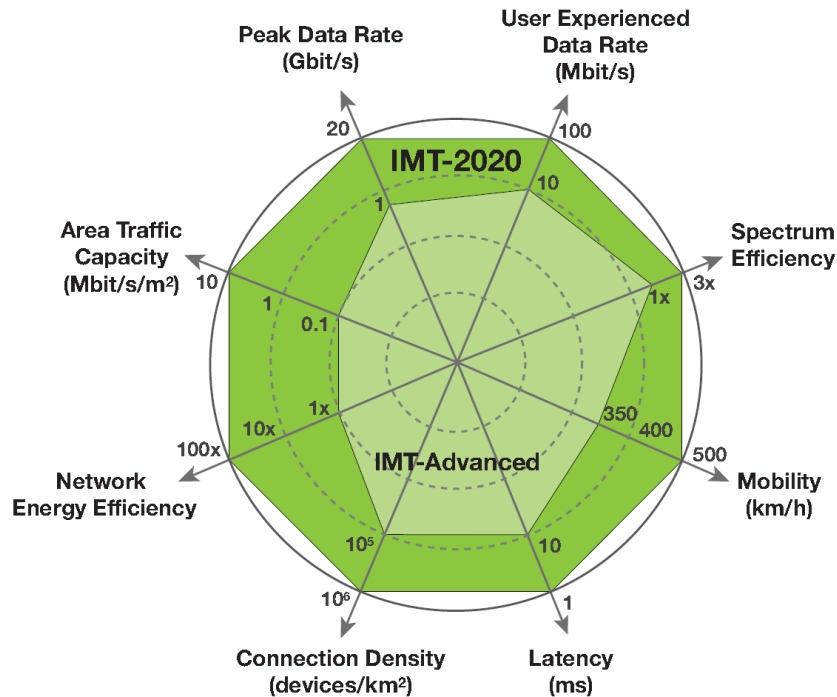 Peak Data Rate
(Gbit/s)
User Experienced
Data Rate
(Mbit/s)
20
100
IMT-2020
1
10
Area Traffic
Capacity
(Mbit/s/m²)
10
1
0.1
Spectrum
Efficiency
3x
1x
1x
10x
100x
350
400
500
Network
Energy Efficiency
Mobility
(km/h)
IMT-Advanced
10⁵
10
10⁶
1
Connection Density
(devices/km²)
Latency
(ms)